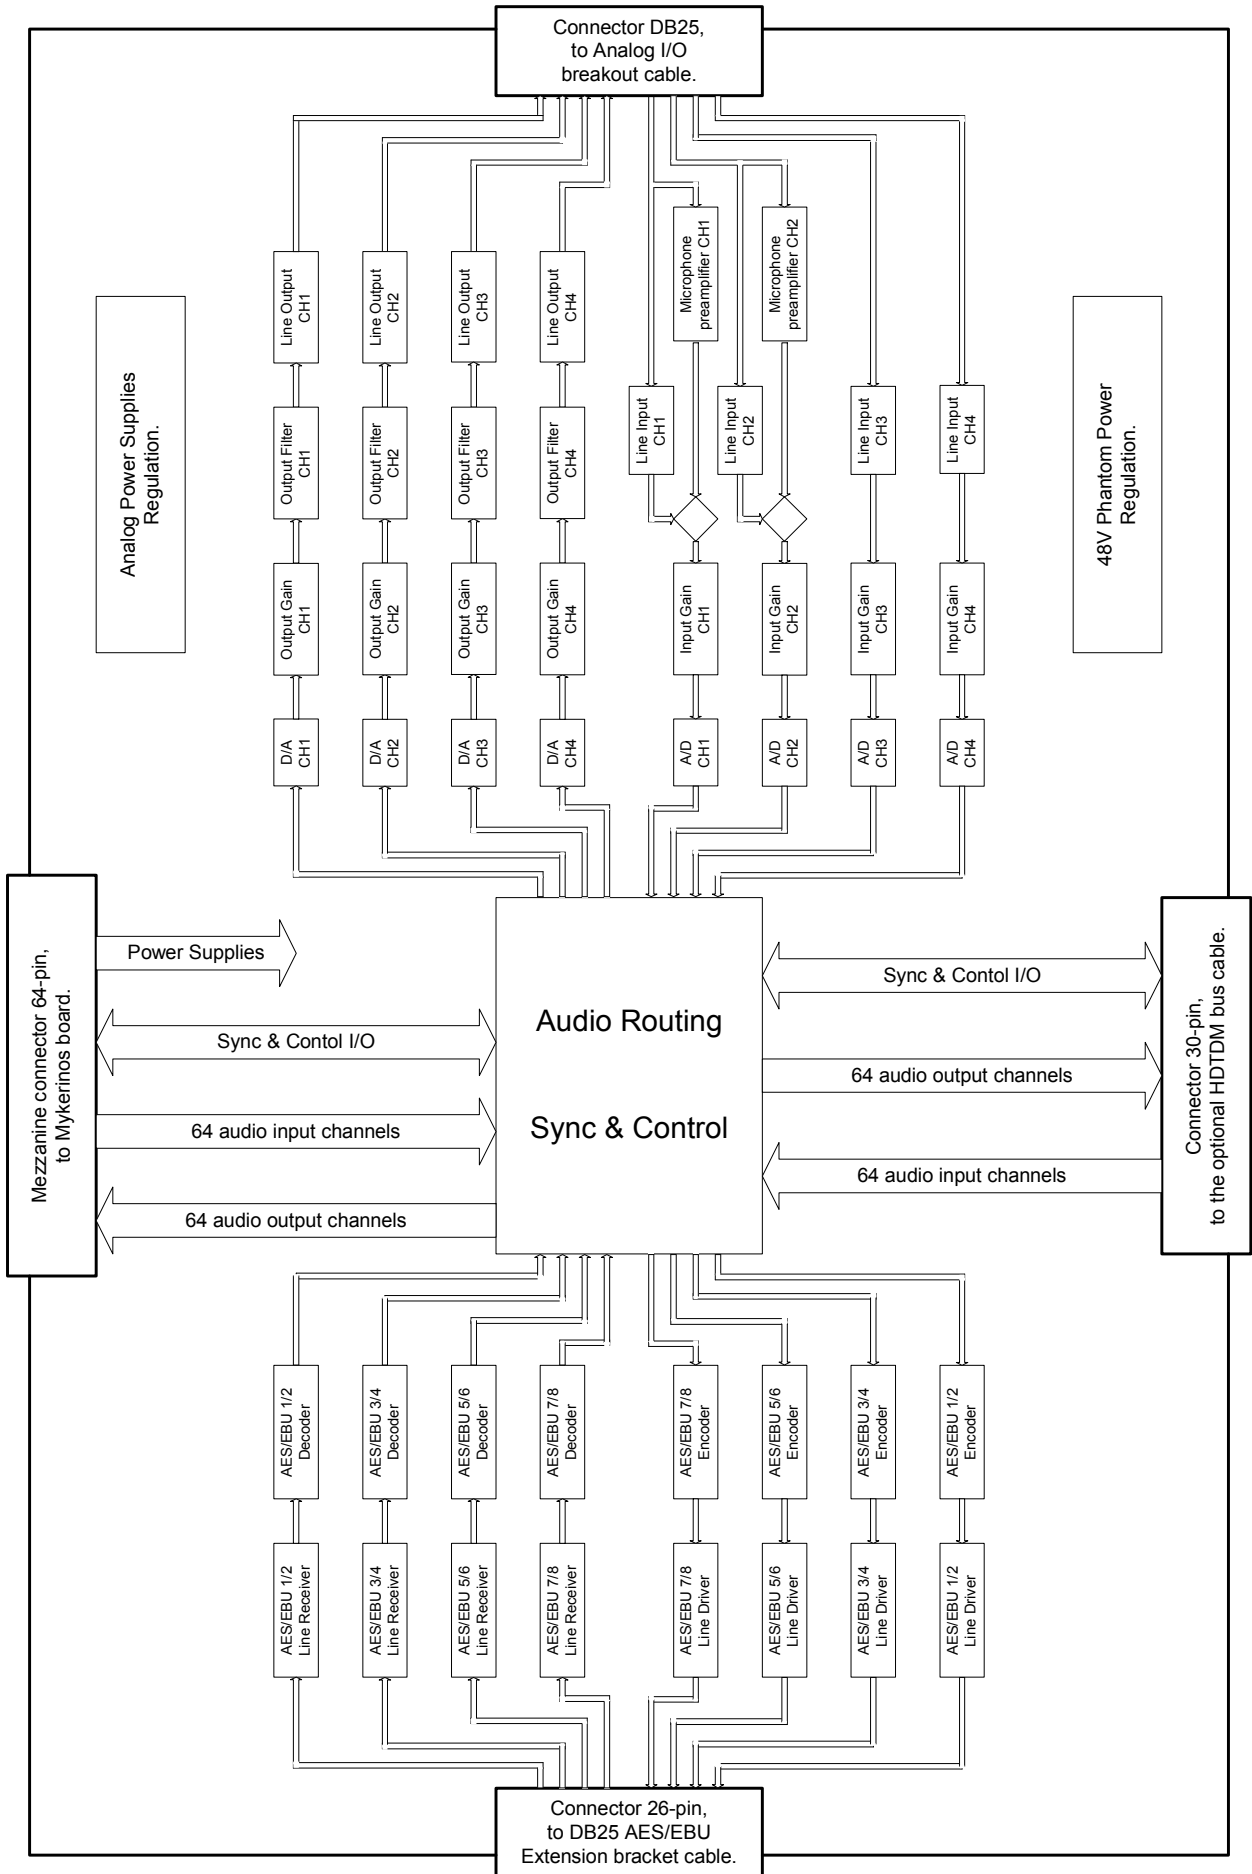 Connector DB25,
to Analog I/O
breakout cable.
Analog Power Supplies
Regulation.
48V Phantom Power
Regulation.
Microphone
preamplifier CH1
Microphone
preamplifier CH2
Line Output
CH1
Line Output
CH2
Line Output
CH3
Line Output
CH4
Line Input
CH1
Line Input
CH2
Line Input
CH3
Line Input
CH4
Output Filter
CH1
Output Filter
CH2
Output Filter
CH3
Output Filter
CH4
Output Gain
CH1
Output Gain
CH2
Output Gain
CH3
Output Gain
CH4
Input Gain
CH1
Input Gain
CH2
Input Gain
CH3
Input Gain
CH4
D/A
CH1
D/A
CH2
D/A
CH3
D/A
CH4
A/D
CH1
A/D
CH2
A/D
CH3
A/D
CH4
Mezzanine connector 64-pin,
to Mykerinos board.
Power Supplies
Sync & Contol I/O
64 audio input channels
64 audio output channels
Audio Routing
Sync & Control
Sync & Contol I/O
64 audio output channels
64 audio input channels
Connector 30-pin,
to the optional HDTDM bus cable.
AES/EBU 1/2
Decoder
AES/EBU 3/4
Decoder
AES/EBU 5/6
Decoder
AES/EBU 7/8
Decoder
AES/EBU 7/8
Encoder
AES/EBU 5/6
Encoder
AES/EBU 3/4
Encoder
AES/EBU 1/2
Encoder
AES/EBU 1/2
Line Receiver
AES/EBU 3/4
Line Receiver
AES/EBU 5/6
Line Receiver
AES/EBU 7/8
Line Receiver
AES/EBU 7/8
Line Driver
AES/EBU 5/6
Line Driver
AES/EBU 3/4
Line Driver
AES/EBU 1/2
Line Driver
Connector 26-pin,
to DB25 AES/EBU
Extension bracket cable.